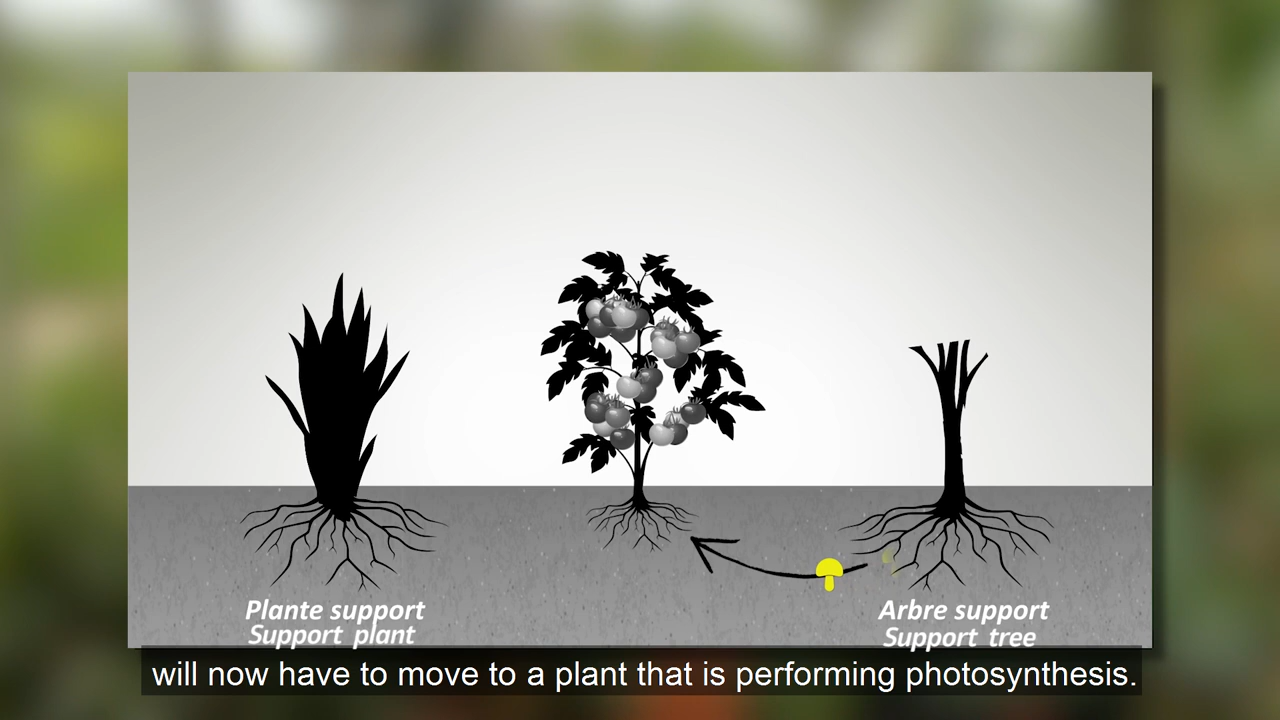 Plante support
Support plant
Arbre support
Support tree
will now have to move to a plant that is performing photosynthesis.